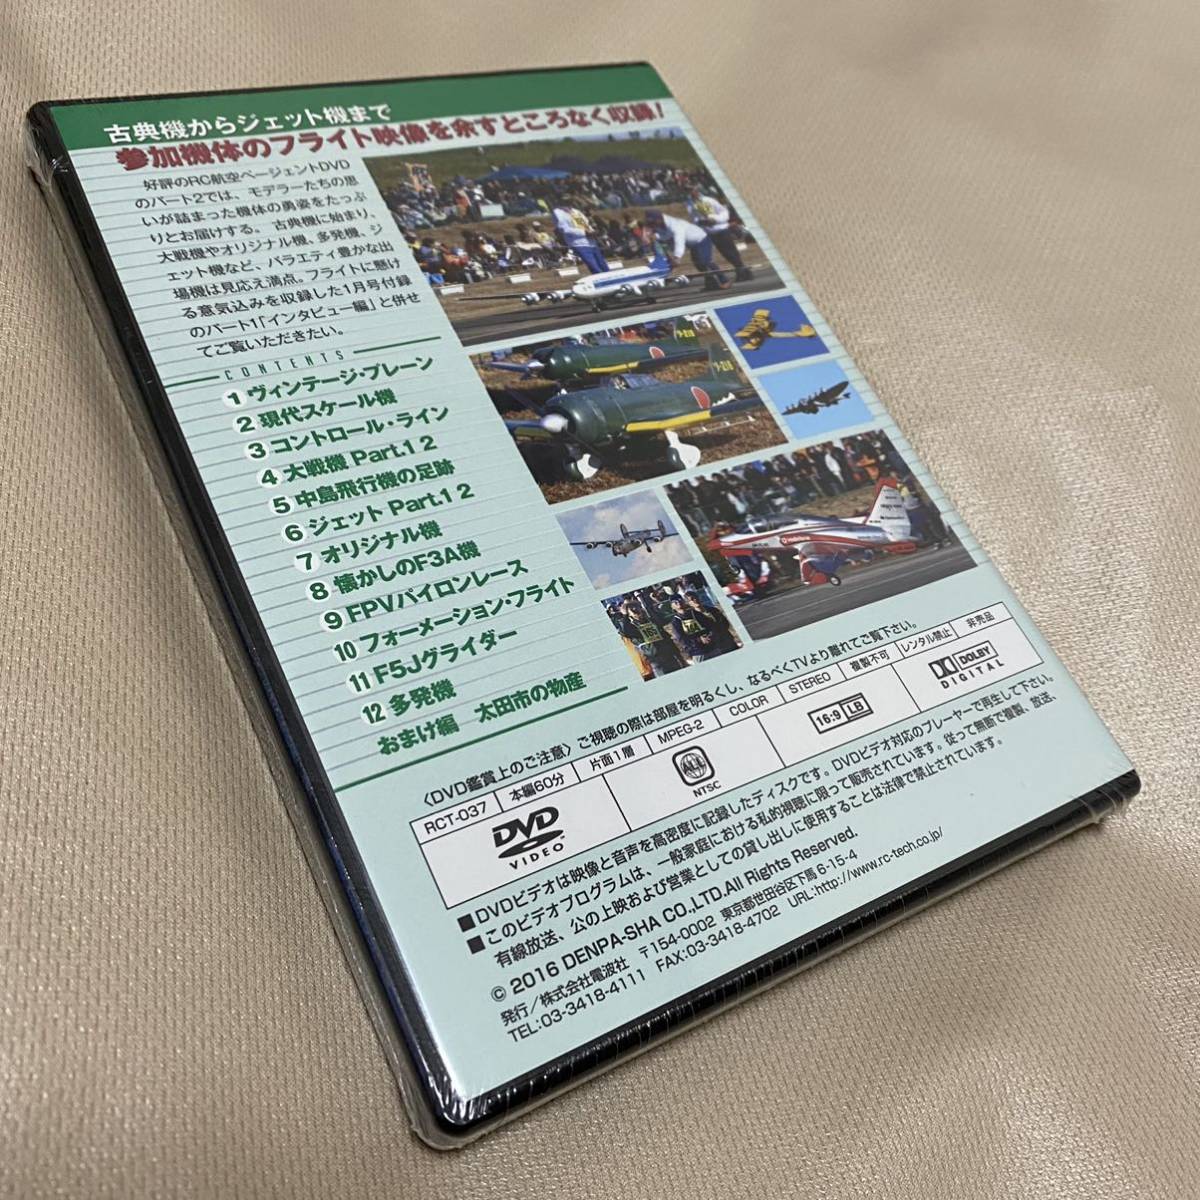 古典機からジェット機まで
参加機体のフライト映像を余すところなく収録!
好評のRC航空ページェントDVD
のパート2では、モデラーたちの思
いが詰まった機体の勇姿をたっぷ
りとお届けする。古典機に始まり、
大戦機やオリジナル機、多発機、ジ
ェット機など、バラエティ豊かな出
場機は見応え満点。フライトに懸け
る意気込みを収録した1月号付録
のパート1「インタビュー編」と併せ
てご覧いただきたい。
CONTENTS
1 ヴィンテージ・プレーン
2 現代スケール機
3 コントロール・ライン
4 大戦機 Part.1 2
5 中島飛行機の足跡
6 ジェット Part.1 2
7 オリジナル機
8 懐かしのF3A機
9 FPVパイロンレース
10 フォーメーション・フライト
11 F5Jグライダー
12 多発機
おまけ編 太田市の物産
〈DVD鑑賞上のご注意〉ご視聴の際は部屋を明るくし、なるべくTVより離れてご覧下さい。
RCT-037 本編60分 片面1層 MPEG-2 COLOR STEREO 複製不可 レンタル禁止 非売品
DVD VIDEO
NTSC
16:9 LB
DOLBY DIGITAL
■DVDビデオは映像と音声を高密度に記録したディスクです。DVDビデオ対応のプレーヤーで再生して下さい。
■このビデオプログラムは、一般家庭における私的視聴に限って販売されています。従って無断で複製、放送、
有線放送、公の上映および営業としての貸し出しに使用することは法律で禁止されています。
© 2016 DENPA-SHA CO.,LTD.All Rights Reserved.
発行/株式会社電波社 〒154-0002 東京都世田谷区下馬 6-15-4
TEL:03-3418-4111 FAX:03-3418-4702 URL:http://www.rc-tech.co.jp/